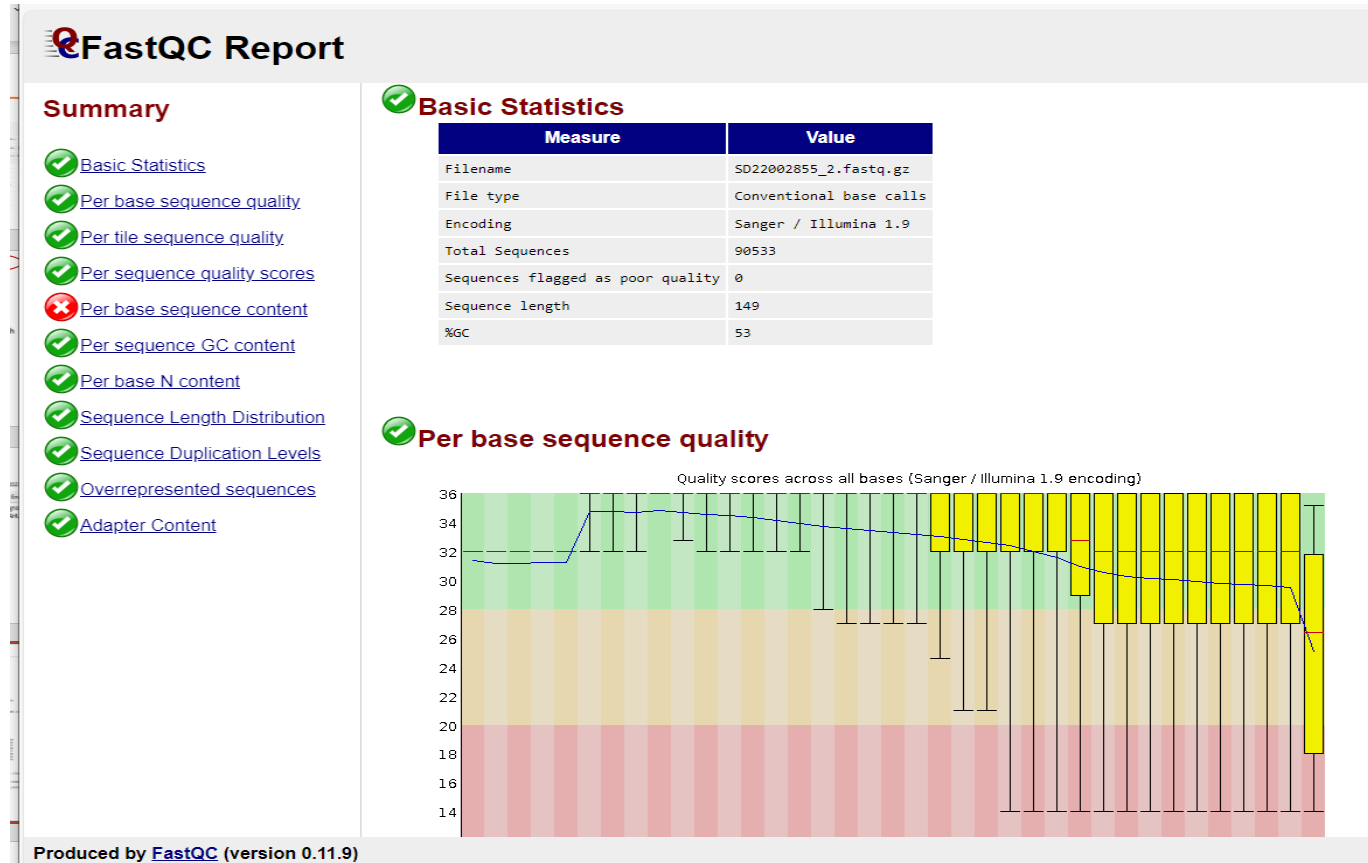 FastQC Report
Summary
Basic Statistics
Per base sequence quality
Per tile sequence quality
Per sequence quality scores
Per base sequence content
Per sequence GC content
Per base N content
Sequence Length Distribution
Sequence Duplication Levels
Overrepresented sequences
Adapter Content
Basic Statistics
Measure Value
Filename SD22002855_2.fastq.gz
File type Conventional base calls
Encoding Sanger / Illumina 1.9
Total Sequences 90533
Sequences flagged as poor quality 0
Sequence length 149
%GC 53
Per base sequence quality
Quality scores across all bases (Sanger / Illumina 1.9 encoding)
36
34
32
30
28
26
24
22
20
18
16
14
Produced by FastQC (version 0.11.9)